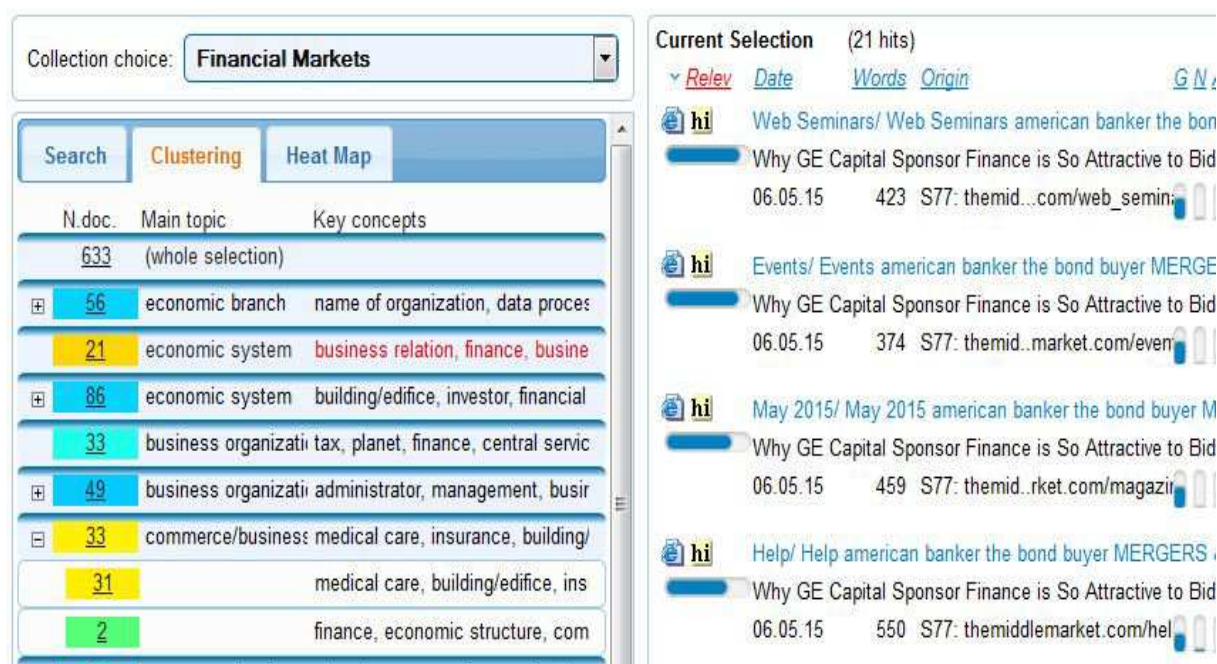 Collection choice: Financial Markets
Search Clustering Heat Map
N.doc. Main topic Key concepts
633 (whole selection)
56 economic branch name of organization, data proces
21 economic system business relation, finance, busine
86 economic system building/edifice, investor, financial
33 business organizati tax, planet, finance, central servic
49 business organizati administrator, management, busir
33 commerce/business medical care, insurance, building/
31 medical care, building/edifice, ins
2 finance, economic structure, com
Current Selection (21 hits)
Relev Date Words Origin G N A
hi Web Seminars/ Web Seminars american banker the bon
Why GE Capital Sponsor Finance is So Attractive to Bid
06.05.15 423 S77: themid...com/web_semina
hi Events/ Events american banker the bond buyer MERGE
Why GE Capital Sponsor Finance is So Attractive to Bid
06.05.15 374 S77: themid..market.com/even
hi May 2015/ May 2015 american banker the bond buyer M
Why GE Capital Sponsor Finance is So Attractive to Bid
06.05.15 459 S77: themid..rket.com/magazin
hi Help/ Help american banker the bond buyer MERGERS &
Why GE Capital Sponsor Finance is So Attractive to Bid
06.05.15 550 S77: themiddlemarket.com/hel